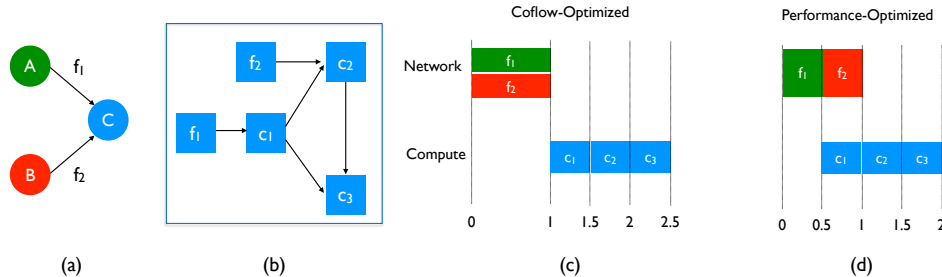 A
f1
C
B
f2
(a)
f2
c2
f1
c1
c3
(b)
Coflow-Optimized
Network
f1
f2
Compute
c1 c2 c3
0 1 1.5 2 2.5
(c)
Performance-Optimized
f1 f2
c1 c2 c3
0 0.5 1 1.5 2
(d)